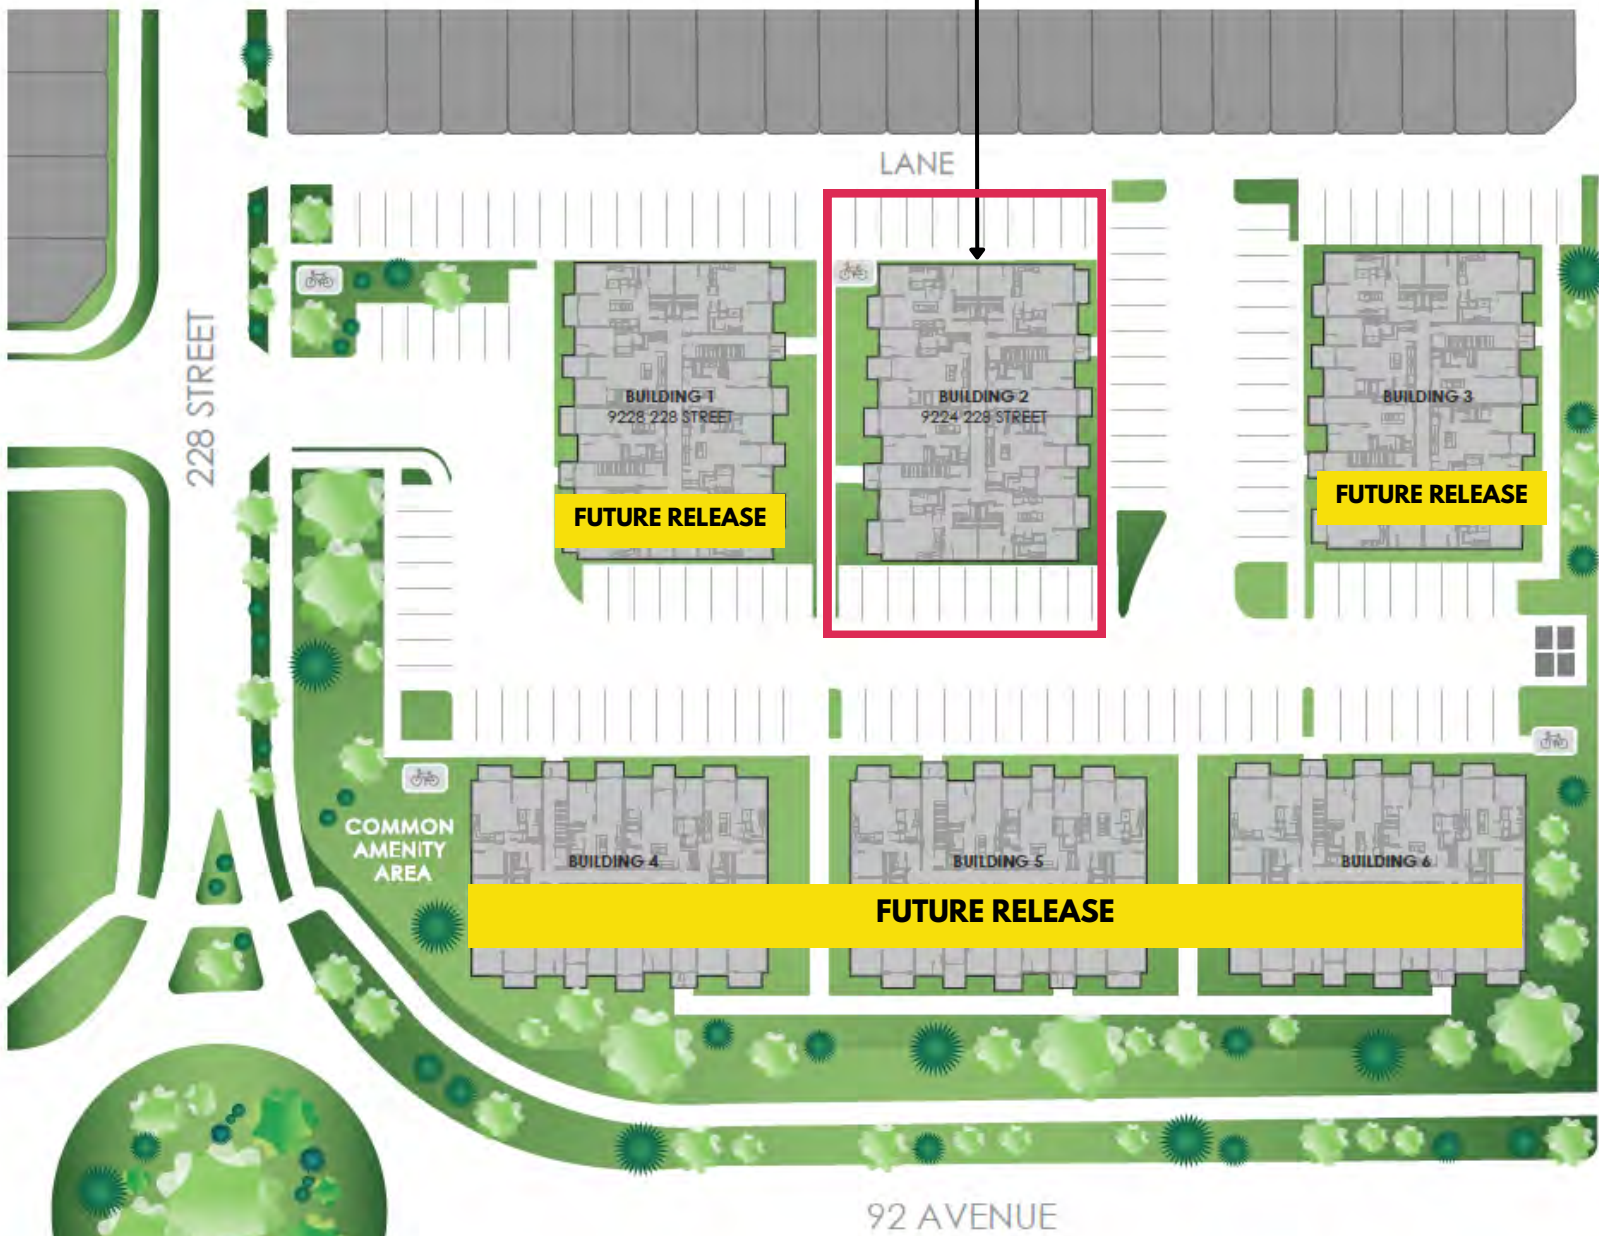 LANE
228 STREET
BUILDING 1
9228 228 STREET
FUTURE RELEASE
BUILDING 2
9224 228 STREET
BUILDING 3
FUTURE RELEASE
COMMON
AMENITY
AREA
BUILDING 4
BUILDING 5
BUILDING 6
FUTURE RELEASE
92 AVENUE